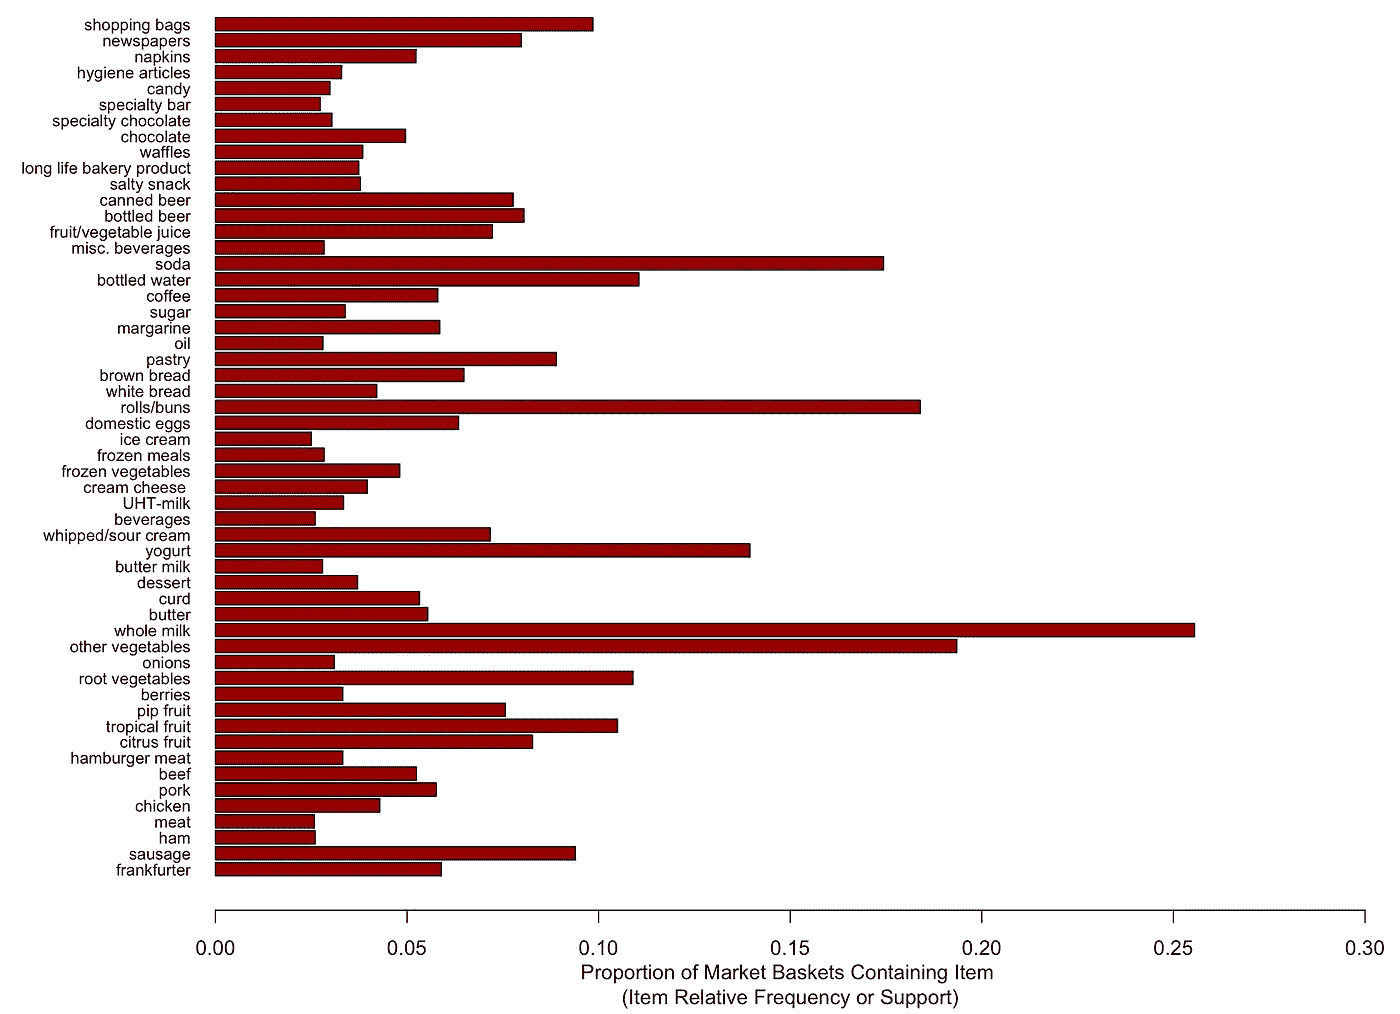 shopping bags
newspapers
napkins
hygiene articles
candy
specialty bar
specialty chocolate
chocolate
waffles
long life bakery product
salty snack
canned beer
bottled beer
fruit/vegetable juice
misc. beverages
soda
bottled water
coffee
sugar
margarine
oil
pastry
brown bread
white bread
rolls/buns
domestic eggs
ice cream
frozen meals
frozen vegetables
cream cheese
UHT-milk
beverages
whipped/sour cream
yogurt
butter milk
dessert
curd
butter
whole milk
other vegetables
onions
root vegetables
berries
pip fruit
tropical fruit
citrus fruit
hamburger meat
beef
pork
chicken
meat
ham
sausage
frankfurter
0.00 0.05 0.10 0.15 0.20 0.25 0.30
Proportion of Market Baskets Containing Item
(Item Relative Frequency or Support)